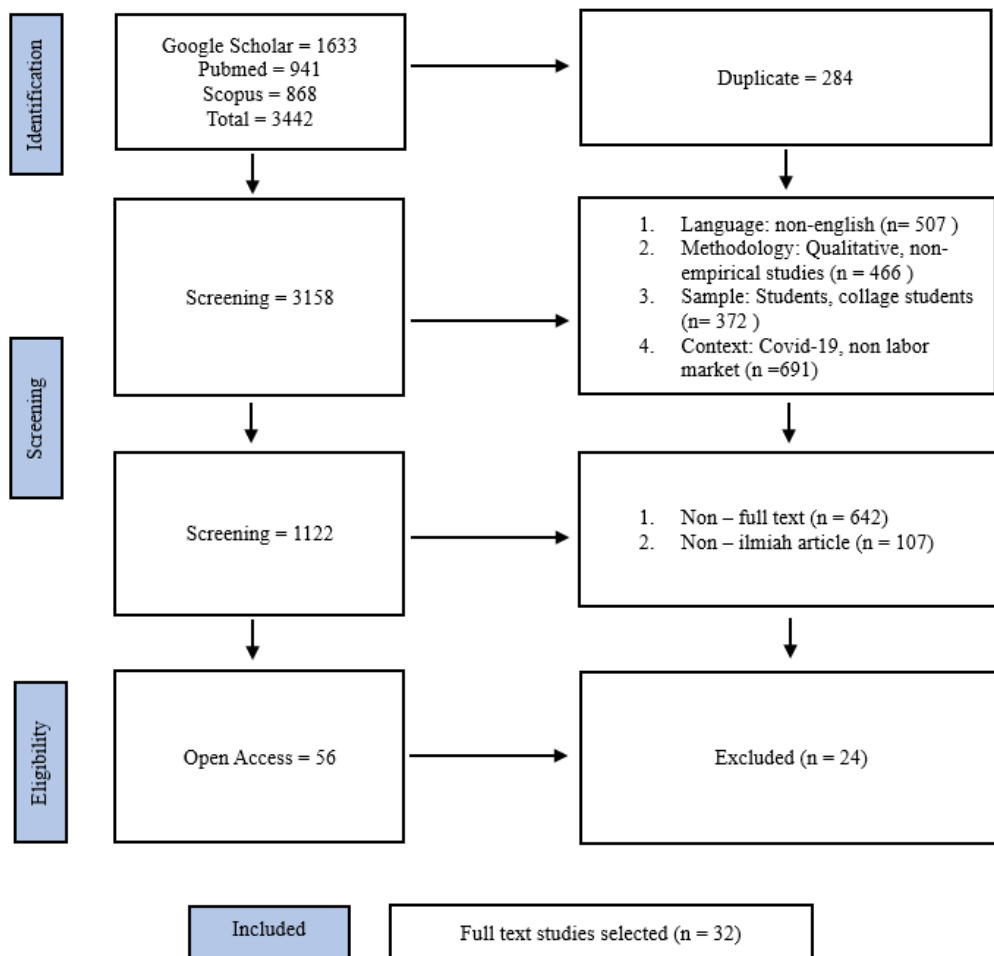 Identification
Google Scholar = 1633
Pubmed = 941
Scopus = 868
Total = 3442
Duplicate = 284
Screening
Screening = 3158
1. Language: non-english (n= 507 )
2. Methodology: Qualitative, non-
empirical studies (n = 466 )
3. Sample: Students, collage students
(n= 372 )
4. Context: Covid-19, non labor
market (n =691)
Screening = 1122
1. Non – full text (n = 642)
2. Non – ilmiah article (n = 107)
Eligibility
Open Access = 56
Excluded (n = 24)
Included
Full text studies selected (n = 32)